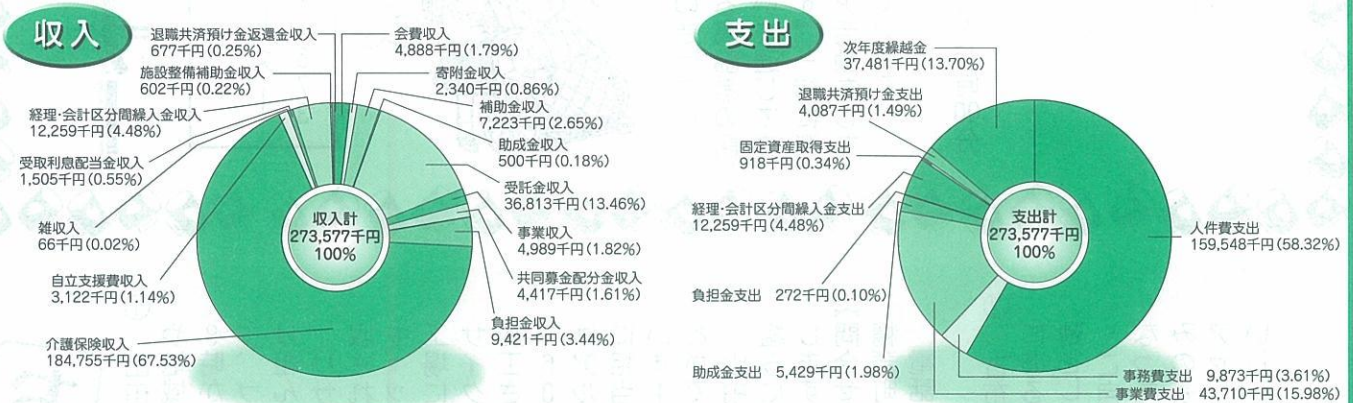 収入
退職共済預け金返還金収入
677千円(0.25%)
施設整備補助金収入
602千円(0.22%)
経理・会計区分間繰入金収入
12,259千円(4.48%)
受取利息配当金収入
1,505千円(0.55%)
雑収入
66千円(0.02%)
自立支援費収入
3,122千円(1.14%)
介護保険収入
184,755千円(67.53%)
会費収入
4,888千円(1.79%)
寄附金収入
2,340千円(0.86%)
補助金収入
7,223千円(2.65%)
助成金収入
500千円(0.18%)
受託金収入
36,813千円(13.46%)
事業収入
4,989千円(1.82%)
共同募金配分金収入
4,417千円(1.61%)
負担金収入
9,421千円(3.44%)
収入計
273,577千円
100%
支出
次年度繰越金
37,481千円(13.70%)
退職共済預け金支出
4,087千円(1.49%)
固定資産取得支出
918千円(0.34%)
経理・会計区分間繰入金支出
12,259千円(4.48%)
負担金支出 272千円(0.10%)
助成金支出 5,429千円(1.98%)
支出計
273,577千円
100%
人件費支出
159,548千円(58.32%)
事務費支出 9,873千円(3.61%)
事業費支出 43,710千円(15.98%)